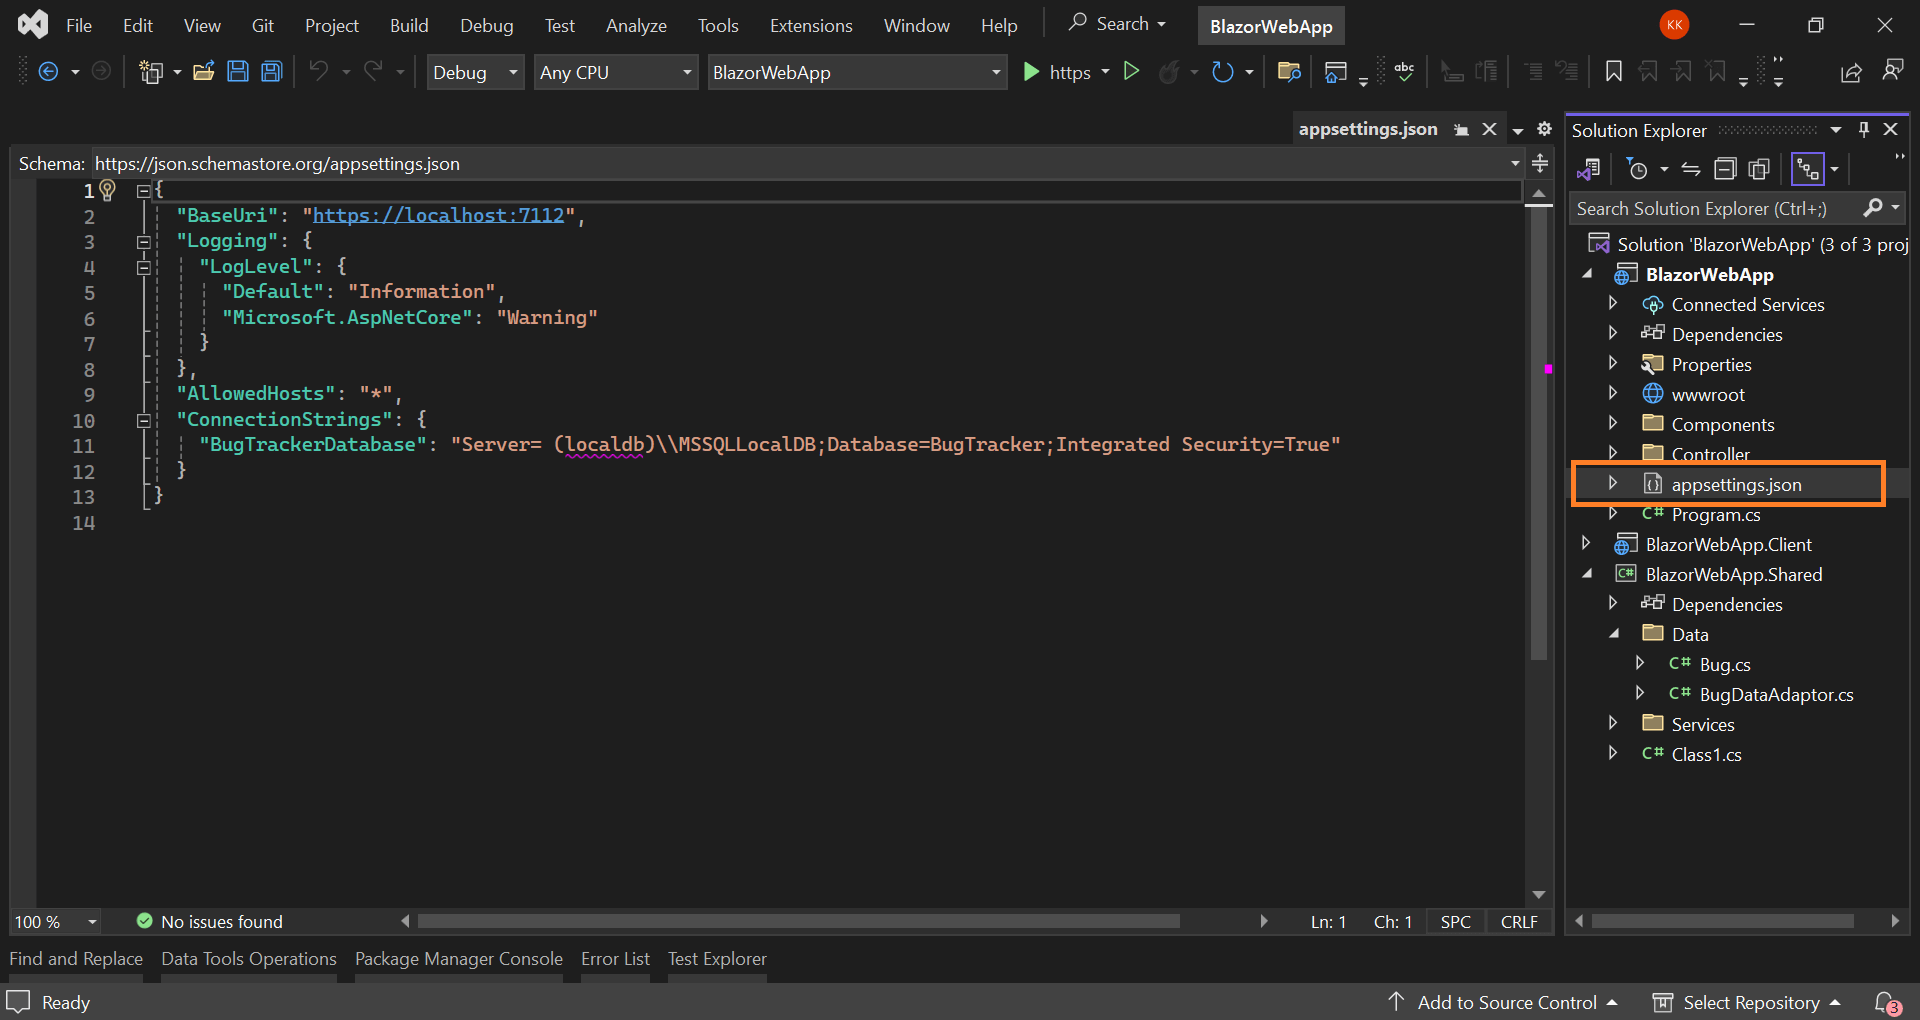 File Edit View Git Project Build Debug Test Analyze Tools Extensions Window Help Search BlazorWebApp KK
Debug Any CPU BlazorWebApp https abc
appsettings.json
Schema: https://json.schemastore.org/appsettings.json
1 {
2 "BaseUri": "https://localhost:7112",
3 "Logging": {
4 "LogLevel": {
5 "Default": "Information",
6 "Microsoft.AspNetCore": "Warning"
7 }
8 },
9 "AllowedHosts": "*",
10 "ConnectionStrings": {
11 "BugTrackerDatabase": "Server= (localdb)\\MSSQLLocalDB;Database=BugTracker;Integrated Security=True"
12 }
13 }
14
100 % No issues found Ln: 1 Ch: 1 SPC CRLF
Solution Explorer
Search Solution Explorer (Ctrl+;)
Solution 'BlazorWebApp' (3 of 3 proj
BlazorWebApp
Connected Services
Dependencies
Properties
wwwroot
Components
Controller
{} appsettings.json
C# Program.cs
BlazorWebApp.Client
C# BlazorWebApp.Shared
Dependencies
Data
C# Bug.cs
C# BugDataAdaptor.cs
Services
C# Class1.cs
Find and Replace Data Tools Operations Package Manager Console Error List Test Explorer
Ready Add to Source Control Select Repository 3